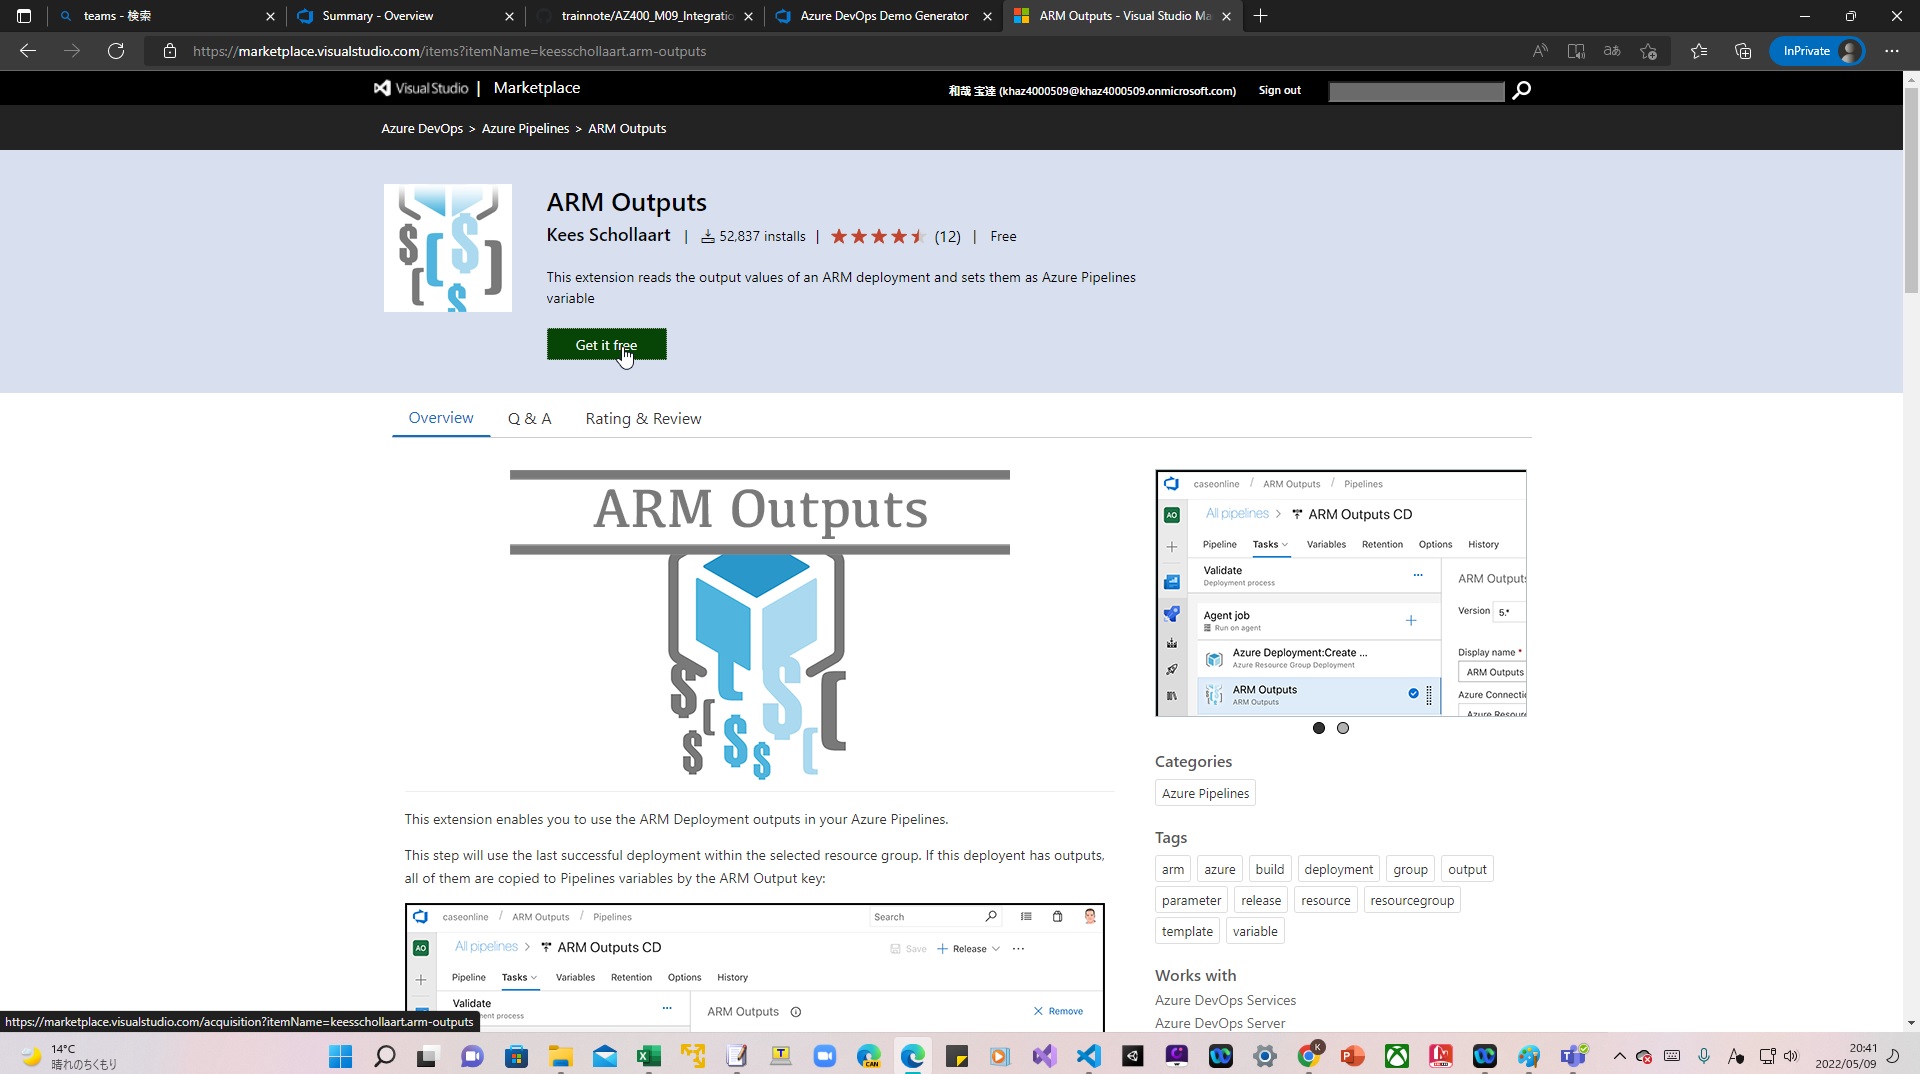 teams - 検索
Summary - Overview
trainnote/AZ400_M09_Integratio
Azure DevOps Demo Generator
ARM Outputs - Visual Studio Ma
https://marketplace.visualstudio.com/items?itemName=keesschollaart.arm-outputs
InPrivate
Visual Studio | Marketplace
和哉 宝達 (khaz4000509@khaz4000509.onmicrosoft.com)
Sign out
Azure DevOps > Azure Pipelines > ARM Outputs
ARM Outputs
Kees Schollaart | 52,837 installs | (12) | Free
This extension reads the output values of an ARM deployment and sets them as Azure Pipelines
variable
Get it free
Overview
Q & A
Rating & Review
ARM Outputs
This extension enables you to use the ARM Deployment outputs in your Azure Pipelines.
This step will use the last successful deployment within the selected resource group. If this deployent has outputs,
all of them are copied to Pipelines variables by the ARM Output key:
caseonline / ARM Outputs / Pipelines
Search
AO
All pipelines > ARM Outputs CD
Save
Release
Pipeline Tasks Variables Retention Options History
Validate
ment process
ARM Outputs
Remove
caseonline / ARM Outputs / Pipelines
AO
All pipelines > ARM Outputs CD
Pipeline Tasks Variables Retention Options History
Validate
Deployment process
ARM Outputs
Version 5.*
Agent job
Run on agent
Display name *
Azure Deployment:Create ...
Azure Resource Group Deployment
ARM Outputs
ARM Outputs
ARM Outputs
Azure Connectio
Azure Resour
Categories
Azure Pipelines
Tags
arm azure build deployment group output
parameter release resource resourcegroup
template variable
Works with
Azure DevOps Services
Azure DevOps Server
https://marketplace.visualstudio.com/acquisition?itemName=keesschollaart.arm-outputs
14°C
晴れのちくもり
CAN
K
20:41
2022/05/09